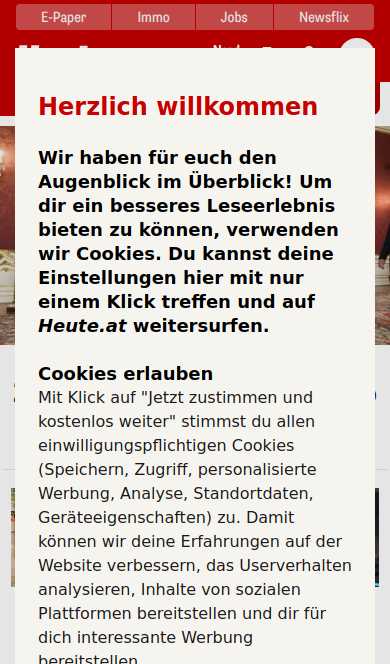 E-Paper
Immo
Jobs
Newsflix
Herzlich willkommen
Wir haben für euch den
Augenblick im Überblick! Um
dir ein besseres Leseerlebnis
bieten zu können, verwenden
wir Cookies. Du kannst deine
Einstellungen hier mit nur
einem Klick treffen und auf
Heute.at weitersurfen.
Cookies erlauben
Mit Klick auf "Jetzt zustimmen und
kostenlos weiter" stimmst du allen
einwilligungspflichtigen Cookies
(Speichern, Zugriff, personalisierte
Werbung, Analyse, Standortdaten,
Geräteeigenschaften) zu. Damit
können wir deine Erfahrungen auf der
Website verbessern, das Userverhalten
analysieren, Inhalte von sozialen
Plattformen bereitstellen und dir für
dich interessante Werbung
bereitstellen